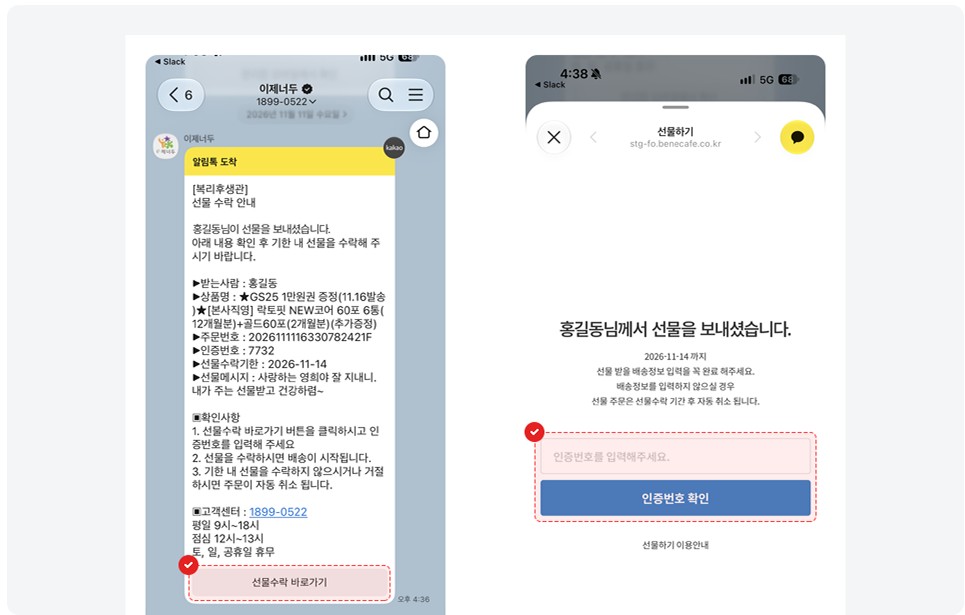 Slack
5G 68
6
이제너두
1899-0522
2026년 11월 11일 수요일
이제너두
kakao
알림톡 도착
[복리후생관]
선물 수락 안내
홍길동님이 선물을 보내셨습니다.
아래 내용 확인 후 기한 내 선물을 수락해 주
시기 바랍니다.
▶받는사람 : 홍길동
▶상품명 : ★GS25 1만원권 증정(11.16발송
)★[본사직영] 락토핏 NEW코어 60포 6통(
12개월분)+골드60포(2개월분)(추가증정)
▶주문번호 : 2026111116330782421F
▶인증번호 : 7732
▶선물수락기한 : 2026-11-14
▶선물메시지 : 사랑하는 영희야 잘 지내니.
내가 주는 선물받고 건강하렴~
▣확인사항
1. 선물수락 바로가기 버튼을 클릭하시고 인
증번호를 입력해 주세요
2. 선물을 수락하시면 배송이 시작됩니다.
3. 기한 내 선물을 수락하지 않으시거나 거절
하시면 주문이 자동 취소 됩니다.
▣고객센터 : 1899-0522
평일 9시~18시
점심 12시~13시
토, 일, 공휴일 휴무
선물수락 바로가기
오후 4:36
4:38
Slack
5G 68
선물하기
stg-fo.benecafe.co.kr
홍길동님께서 선물을 보내셨습니다.
2026-11-14 까지
선물 받을 배송정보 입력을 꼭 완료 해주세요.
배송정보를 입력하지 않으실 경우
선물 주문은 선물수락 기간 후 자동 취소 됩니다.
인증번호를 입력해주세요.
인증번호 확인
선물하기 이용안내